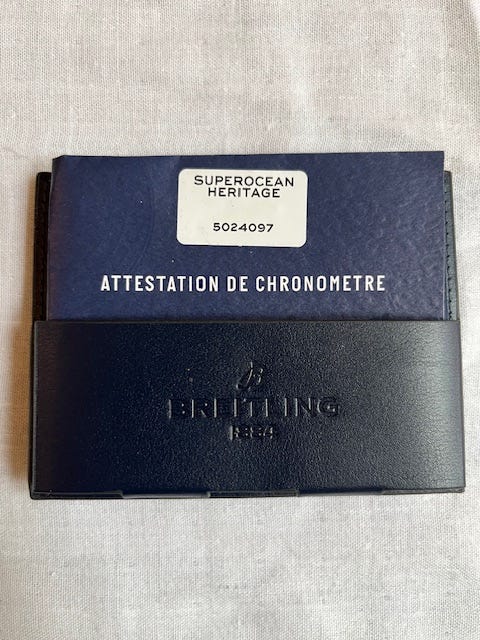 SUPEROCEAN
HERITAGE
5024097
ATTESTATION DE CHRONOMETRE
B
BREITLING
1884